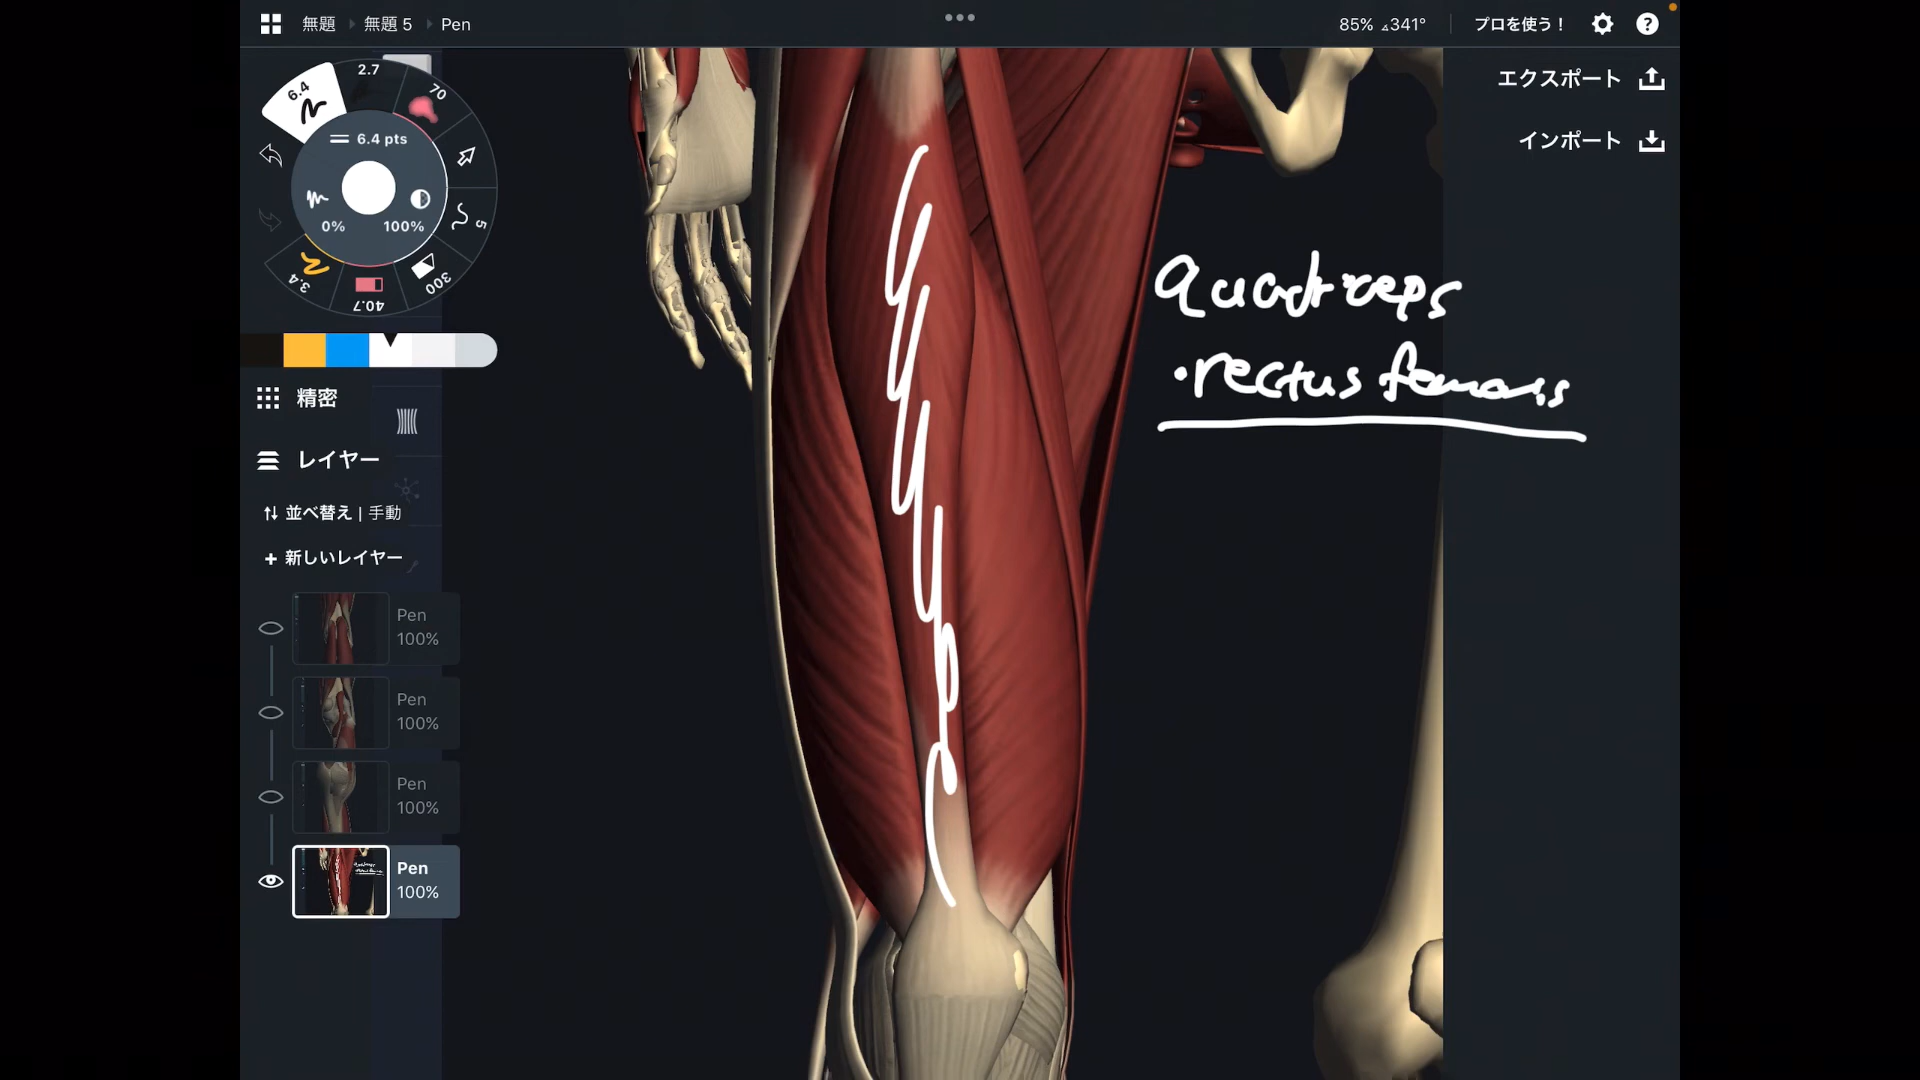 無題 無題 5 Pen
85% ⊿341°
プロを使う！
エクスポート
インポート
6.4
2.7
70
5
300
40.7
3.4
6.4 pts
0% 100%
精密
レイヤー
並べ替え | 手動
+ 新しいレイヤー
Pen
100%
Pen
100%
Pen
100%
Pen
100%
Quadriceps
・rectus femoris